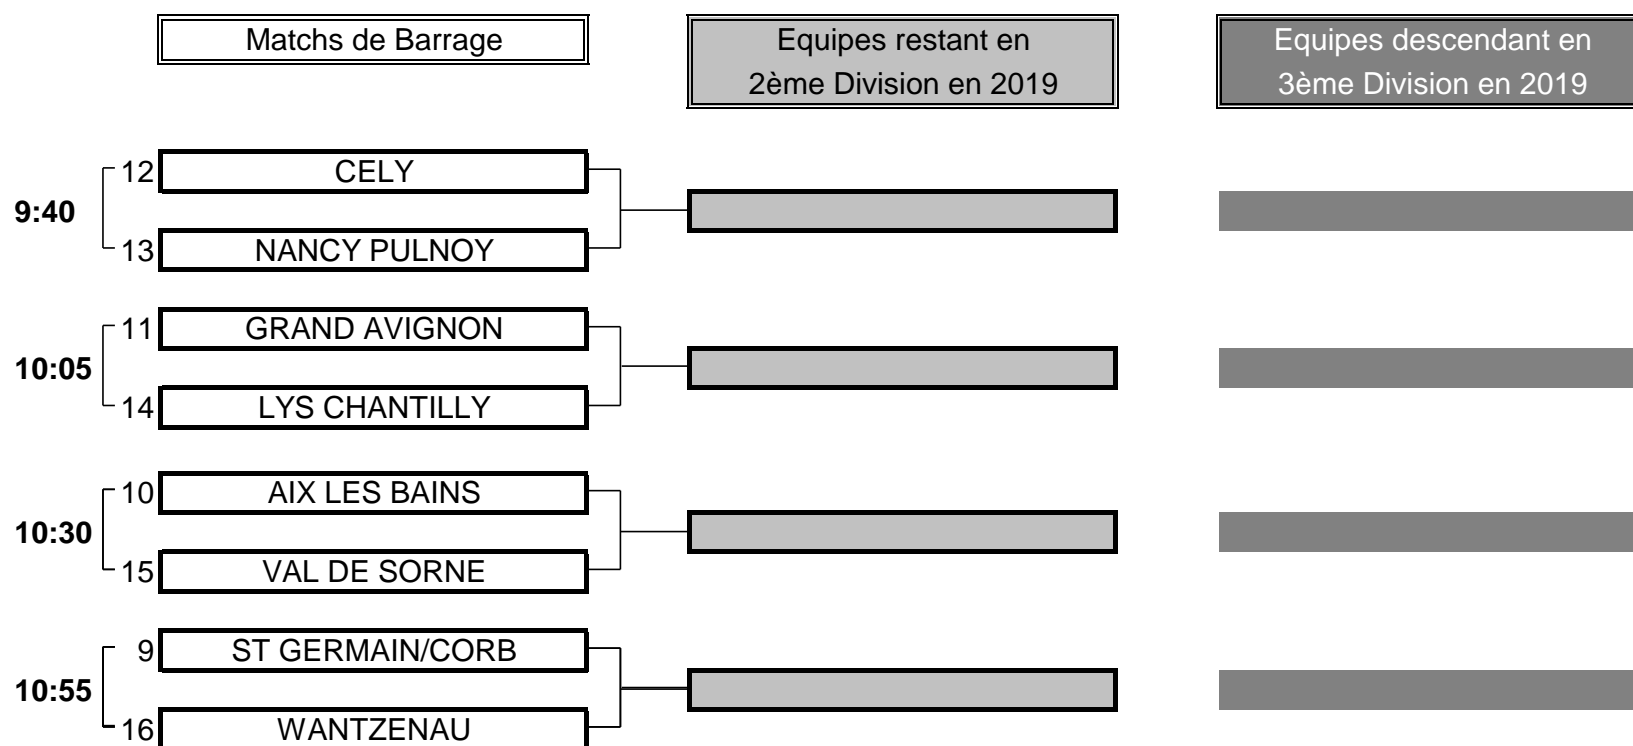 Matchs de Barrage
Equipes restant en
2ème Division en 2019
Equipes descendant en
3ème Division en 2019
12 CELY
9:40
13 NANCY PULNOY
11 GRAND AVIGNON
10:05
14 LYS CHANTILLY
10 AIX LES BAINS
10:30
15 VAL DE SORNE
9 ST GERMAIN/CORB
10:55
16 WANTZENAU